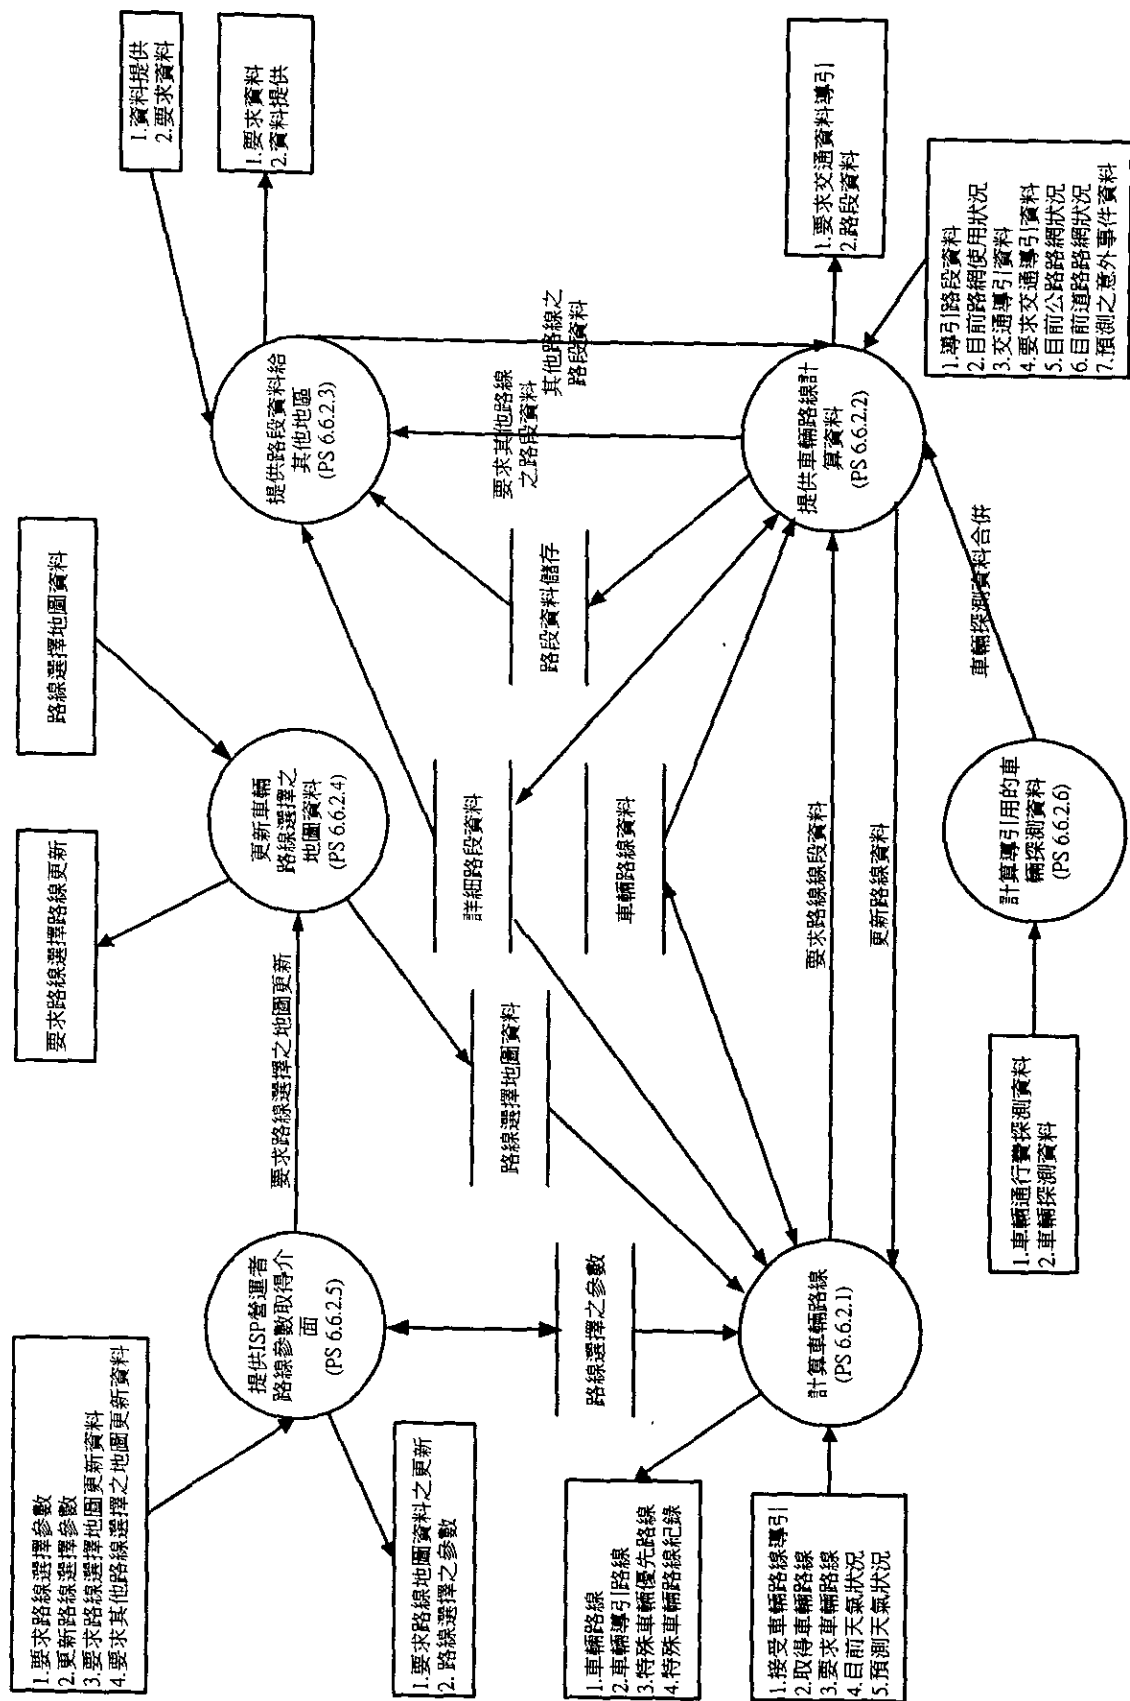 1.要求路線選擇參數
2.更新路線選擇參數
3.要求路線選擇地圖更新資料
4.要求其他路線選擇之地圖更新資料
提供ISP營運者
路線參數取得介
面
(PS 6.6.2.5)
1.要求路線地圖資料之更新
2. 路線選擇之參數
要求路線選擇之地圖更新
要求路線選擇路線更新
路線選擇地圖資料
更新車輛
路線選擇之
地圖資料
(PS 6.6.2.4)
1.資料提供
2.要求資料
1.要求資料
2.資料提供
提供路段資料給
其他地區
(PS 6.6.2.3)
路線選擇之參數
路線選擇地圖資料
詳細路段資料
車輛路線資料
路段資料儲存
要求其他路線
之路段資料
其他路線之
路段資料
1.車輛路線
2.車輛導引路線
3.特殊車輛優先路線
4.特殊車輛路線紀錄
1.接受車輛路線導引
2.取得車輛路線
3.要求車輛路線
4.目前天氣狀況
5.預測天氣狀況
計算車輛路線
(PS 6.6.2.1)
要求路線線段資料
更新路線資料
提供車輛路線計
算資料
(PS 6.6.2.2)
1.要求交通資料導引
2.路段資料
1.導引路段資料
2.目前路網使用狀況
3.交通導引資料
4.要求交通導引資料
5.目前公路路網狀況
6.目前道路路網狀況
7.預測之意外事件資料
1.車輛通行費探測資料
2.車輛探測資料
計算導引用的車
輛探測資料
(PS 6.6.2.6)
車輛探測資料合併